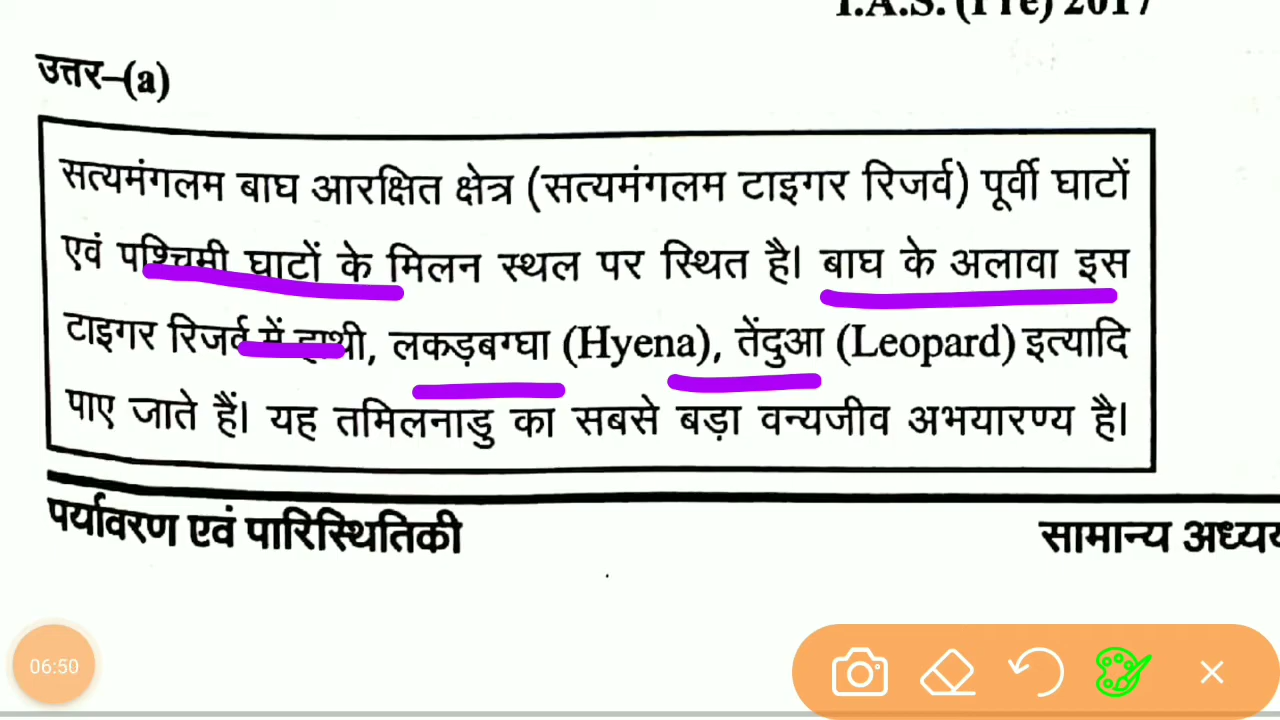 I.A.S. (Pre) 2017
उत्तर–(a)
सत्यमंगलम बाघ आरक्षित क्षेत्र (सत्यमंगलम टाइगर रिजर्व) पूर्वी घाटों
एवं पश्चिमी घाटों के मिलन स्थल पर स्थित है। बाघ के अलावा इस
टाइगर रिजर्व में हाथी, लकड़बग्घा (Hyena), तेंदुआ (Leopard) इत्यादि
पाए जाते हैं। यह तमिलनाडु का सबसे बड़ा वन्यजीव अभयारण्य है।
पर्यावरण एवं पारिस्थितिकी
सामान्य
06:50